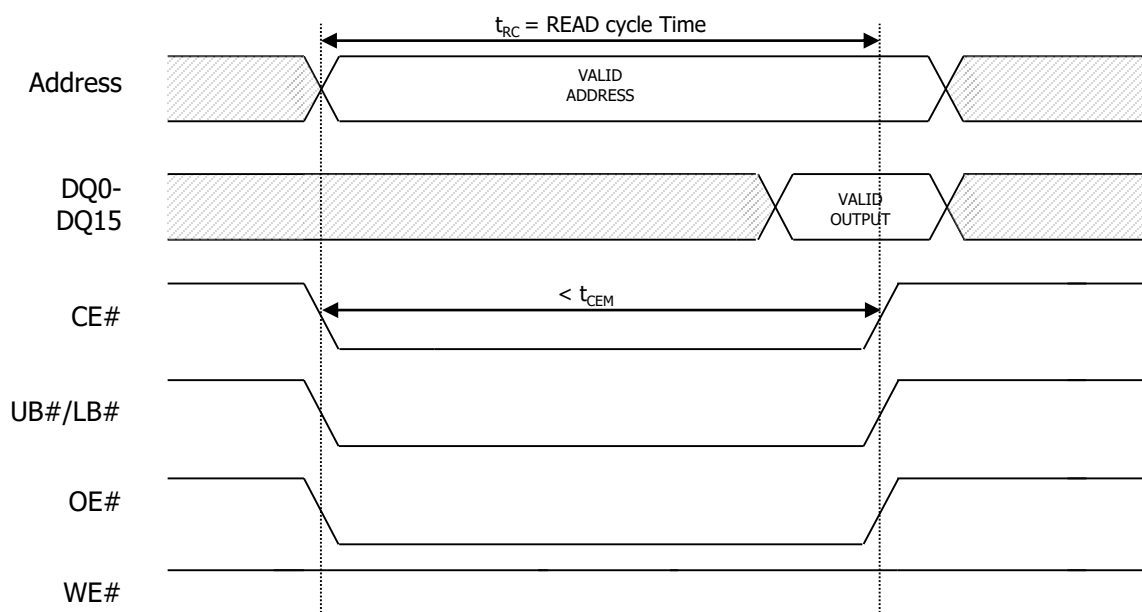 tRC = READ cycle Time
Address
VALID
ADDRESS
DQ0-
DQ15
VALID
OUTPUT
CE#
< tCEM
UB#/LB#
OE#
WE#